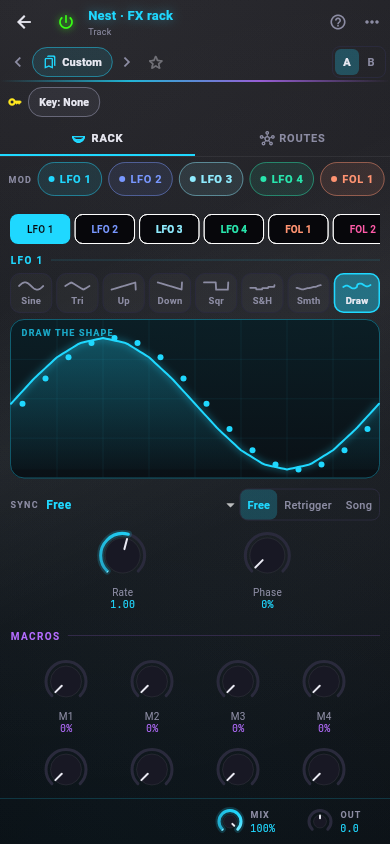 Nest · FX rack
Track
Custom
A
B
Key: None
RACK
ROUTES
MOD
LFO 1
LFO 2
LFO 3
LFO 4
FOL 1
LFO 1
LFO 2
LFO 3
LFO 4
FOL 1
FOL 2
LFO 1
Sine
Tri
Up
Down
Sqr
S&H
Smth
Draw
DRAW THE SHAPE
SYNC
Free
Free
Retrigger
Song
Rate
1.00
Phase
0%
MACROS
M1
0%
M2
0%
M3
0%
M4
0%
MIX
100%
OUT
0.0